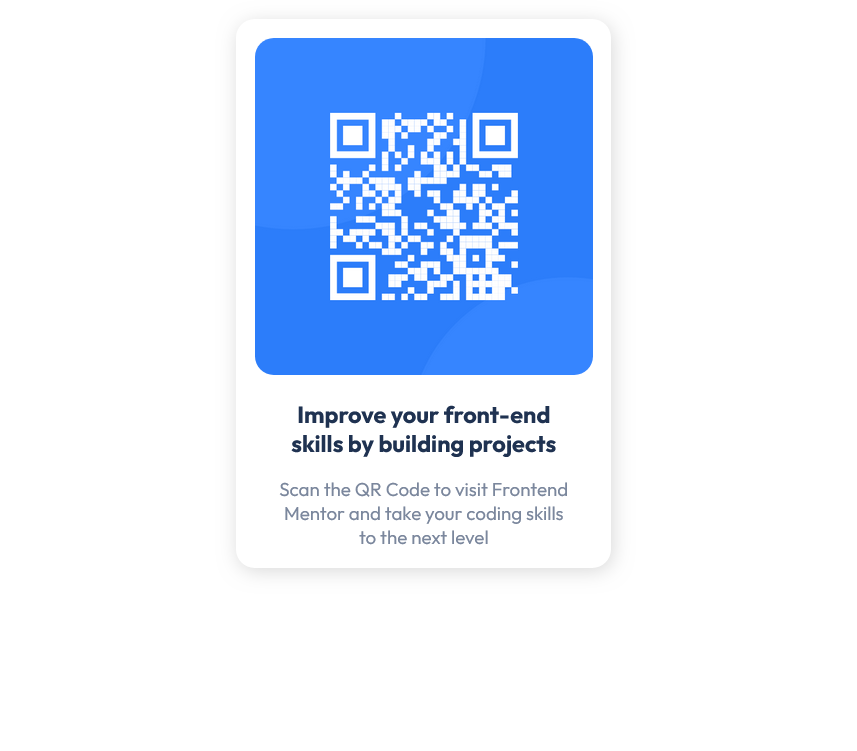 Improve your front-end
skills by building projects
Scan the QR Code to visit Frontend
Mentor and take your coding skills
to the next level